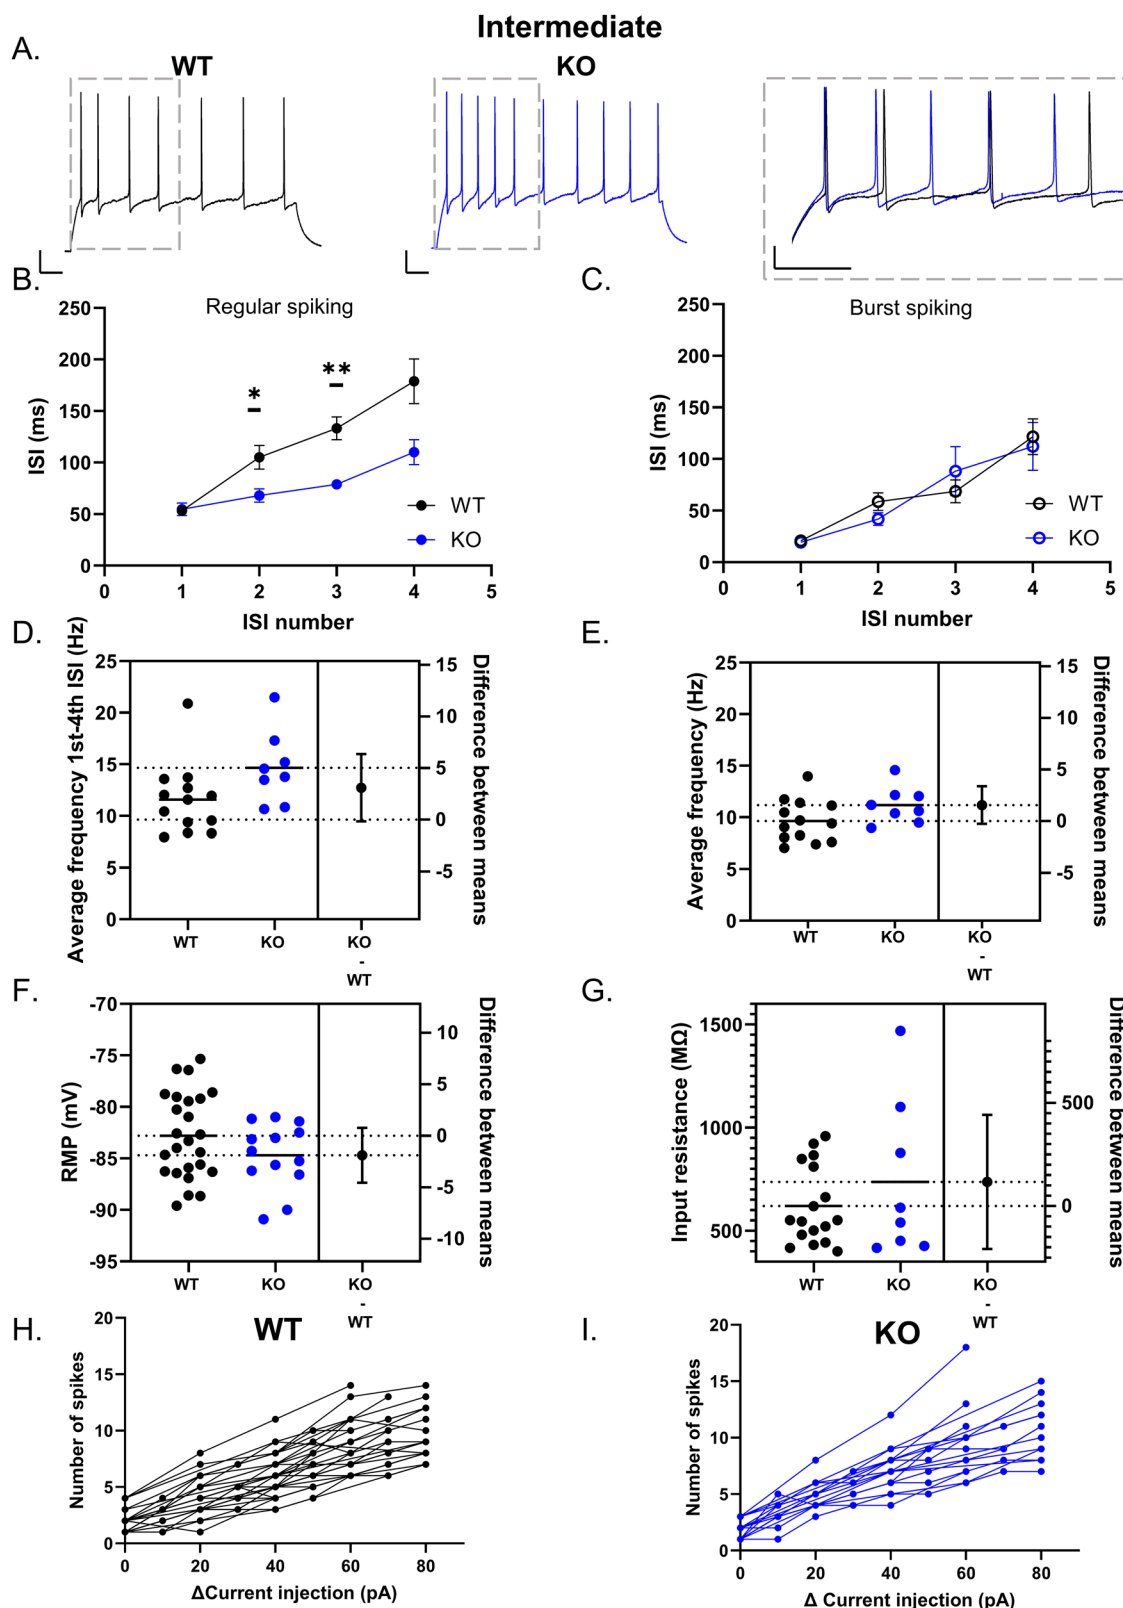 Intermediate
A.
WT
KO
B.
Regular spiking
ISI (ms)
250
200
150
100
50
0
*
**
WT
KO
0 1 2 3 4 5
ISI number
C.
Burst spiking
ISI (ms)
250
200
150
100
50
0
WT
KO
0 1 2 3 4 5
ISI number
D.
Average frequency 1st-4th ISI (Hz)
25
20
15
10
5
0
15
10
5
0
-5
Difference between means
WT KO KO
-
WT
E.
Average frequency (Hz)
25
20
15
10
5
0
15
10
5
0
-5
Difference between means
WT KO KO
-
WT
F.
RMP (mV)
-70
-75
-80
-85
-90
-95
10
5
0
-5
-10
Difference between means
WT KO KO
-
WT
G.
Input resistance (MΩ)
1500
1000
500
500
0
Difference between means
WT KO KO
-
WT
H.
WT
Number of spikes
20
15
10
5
0
0 20 40 60 80
ΔCurrent injection (pA)
I.
KO
Number of spikes
20
15
10
5
0
0 20 40 60 80
Δ Current injection (pA)